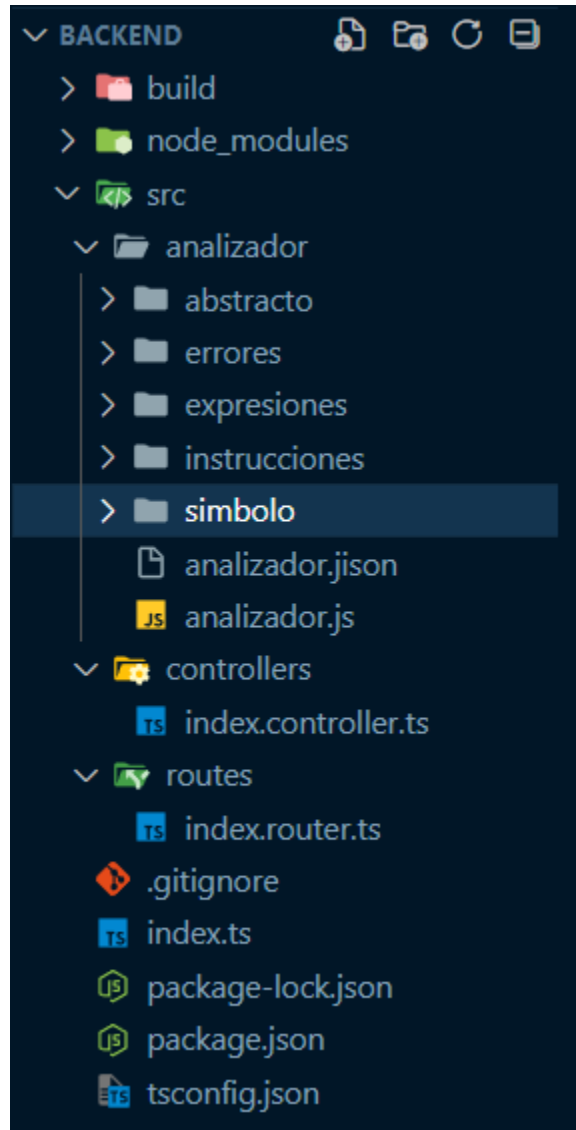 BACKEND
build
node_modules
src
analizador
abstracto
errores
expresiones
instrucciones
simbolo
analizador.jison
JS analizador.js
controllers
TS index.controller.ts
routes
TS index.router.ts
.gitignore
TS index.ts
package-lock.json
package.json
TS tsconfig.json